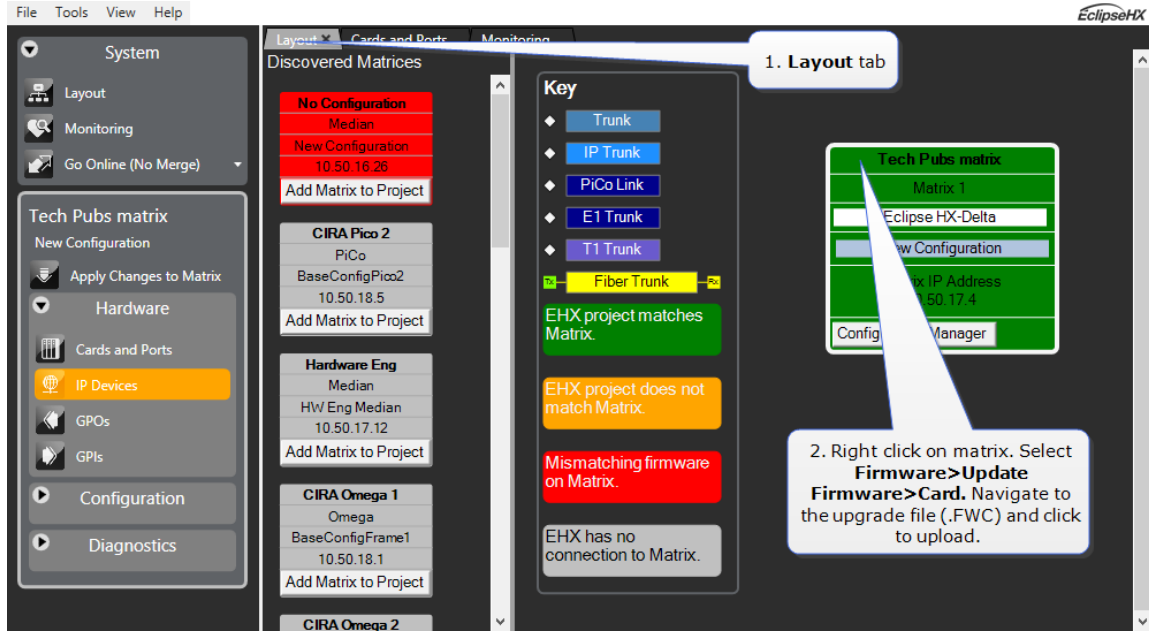 File Tools View Help
EclipseHX
System
Layout
Monitoring
Go Online (No Merge)
Tech Pubs matrix
New Configuration
Apply Changes to Matrix
Hardware
Cards and Ports
IP Devices
GPOs
GPIs
Configuration
Diagnostics
Layout Cards and Ports Monitoring
Discovered Matrices
No Configuration
Median
New Configuration
10.50.16.26
Add Matrix to Project
CIRA Pico 2
PiCo
BaseConfigPico2
10.50.18.5
Add Matrix to Project
Hardware Eng
Median
HW Eng Median
10.50.17.12
Add Matrix to Project
CIRA Omega 1
Omega
BaseConfigFrame1
10.50.18.1
Add Matrix to Project
CIRA Omega 2
Key
Trunk
IP Trunk
PiCo Link
E1 Trunk
T1 Trunk
Tx Fiber Trunk Rx
EHX project matches
Matrix.
EHX project does not
match Matrix.
Mismatching firmware
on Matrix.
EHX has no
connection to Matrix.
1. Layout tab
Tech Pubs matrix
Matrix 1
Eclipse HX-Delta
Configuration
IP Address
.50.17.4
Manager
2. Right click on matrix. Select
Firmware>Update
Firmware>Card. Navigate to
the upgrade file (.FWC) and click
to upload.